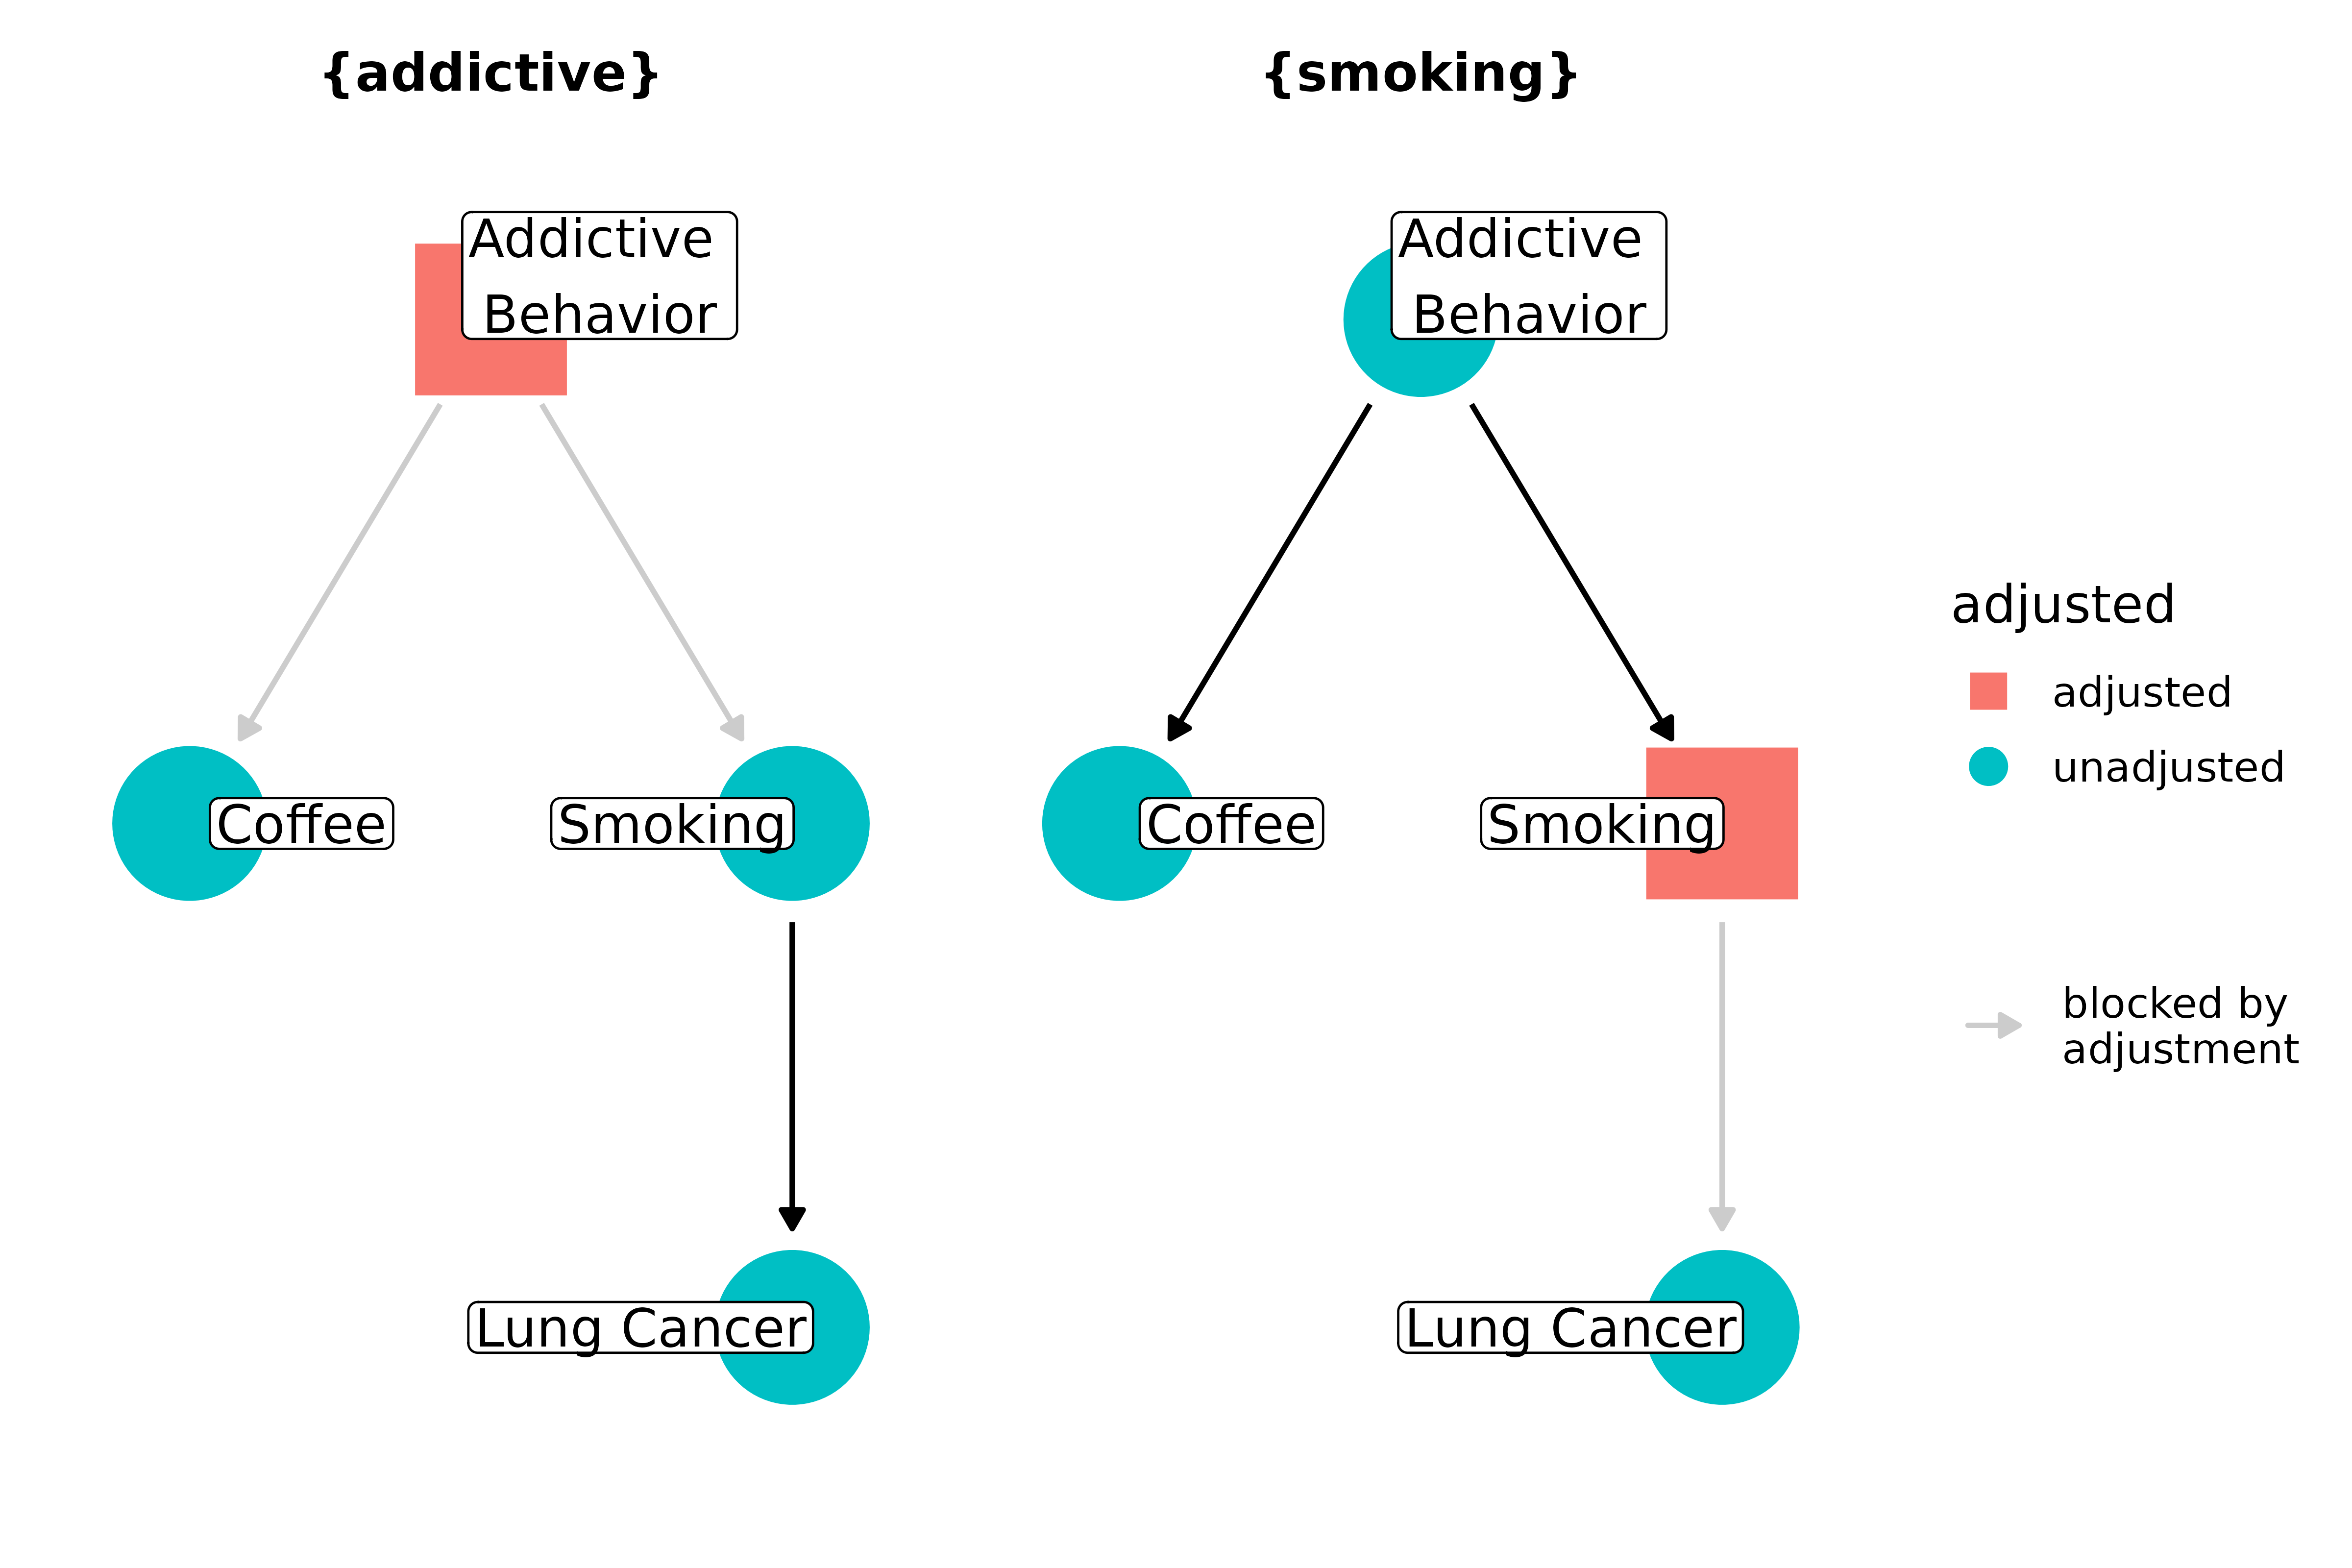 {addictive}
Addictive
Behavior
Coffee
Smoking
Lung Cancer
{smoking}
Addictive
Behavior
Coffee
Smoking
Lung Cancer
adjusted
adjusted
unadjusted
blocked by
adjustment